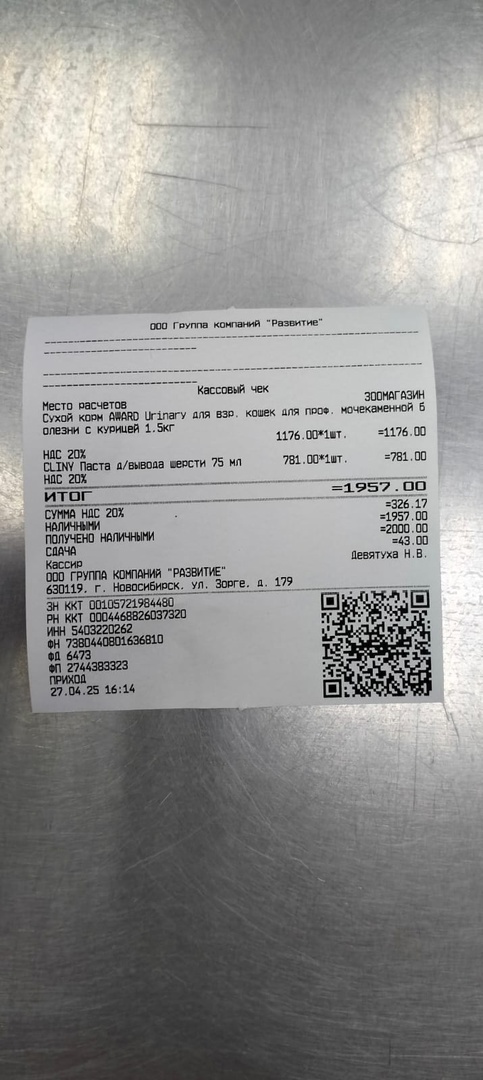 ООО Группа компаний "Развитие"
Кассовый чек
Место расчетов ЗООМАГАЗИН
Сухой корм AWARD Urinary для взр. кошек для проф. мочекаменной б
олезни с курицей 1.5кг
1176.00*1шт. =1176.00
НДС 20%
CLINY Паста д/вывода шерсти 75 мл 781.00*1шт. =781.00
НДС 20%
ИТОГ =1957.00
СУММА НДС 20% =326.17
НАЛИЧНЫМИ =1957.00
ПОЛУЧЕНО НАЛИЧНЫМИ =2000.00
СДАЧА =43.00
Кассир Девятуха Н.В.
ООО ГРУППА КОМПАНИЙ "РАЗВИТИЕ"
630119, г. Новосибирск, ул. Зорге, д. 179
ЗН ККТ 00105721984480
РН ККТ 0004468826037320
ИНН 5403220262
ФН 7380440801636810
ФД 6473
ФП 2744383323
ПРИХОД
27.04.25 16:14